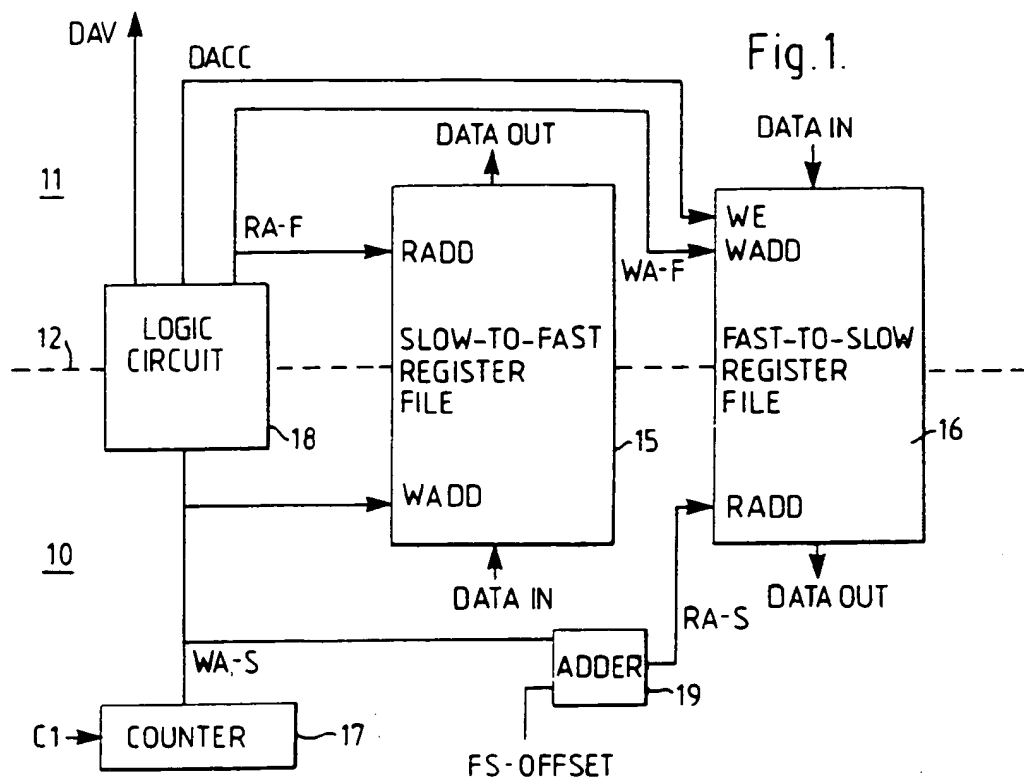 DAV
DACC
Fig.1.
DATA OUT
DATA IN
11
RA-F
RADD
WE
WADD
WA-F
12
LOGIC
CIRCUIT
SLOW-TO-FAST
REGISTER
FILE
FAST-TO-SLOW
REGISTER
FILE
18
15
16
WADD
RADD
10
DATA IN
DATA OUT
RA-S
WA-S
ADDER
19
C1
COUNTER
17
FS-OFFSET